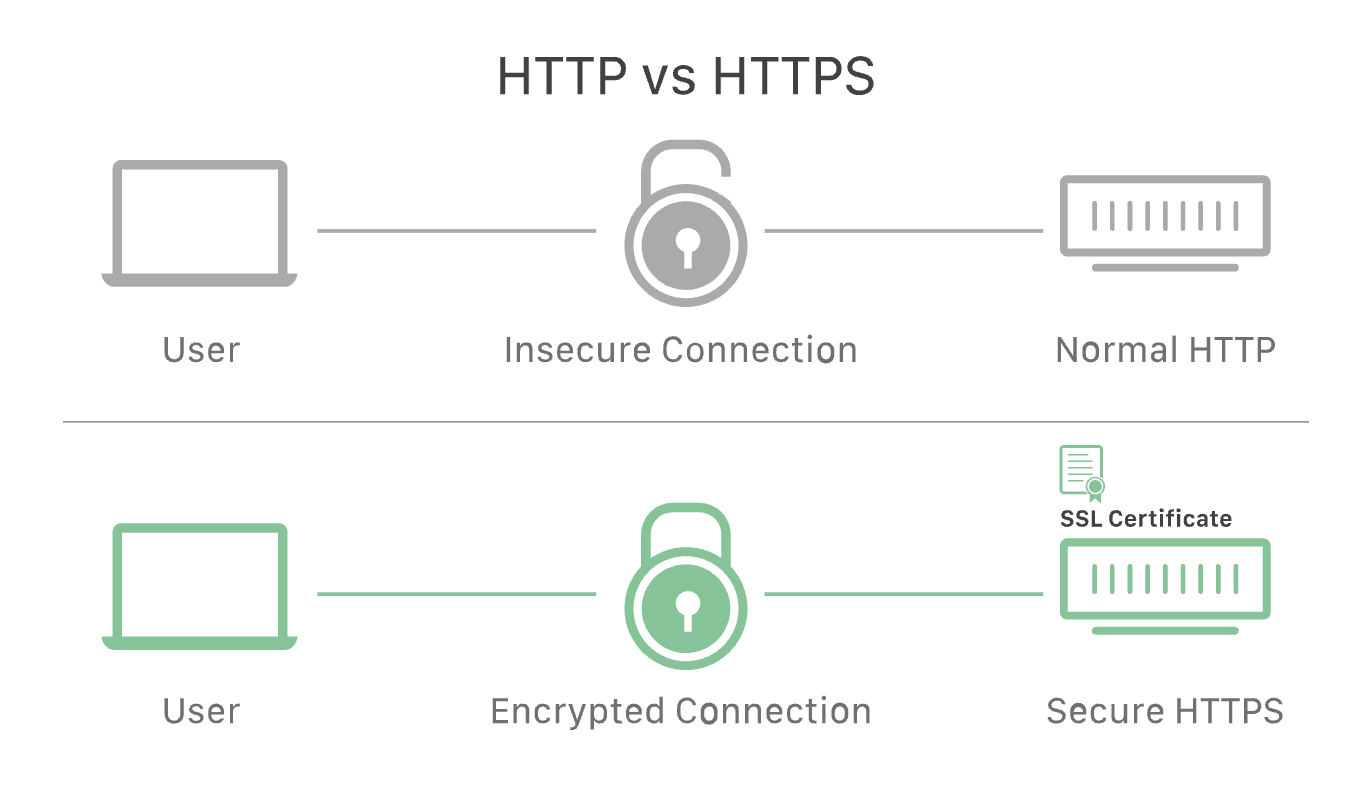 HTTP vs HTTPS
User
Insecure Connection
Normal HTTP
SSL Certificate
User
Encrypted Connection
Secure HTTPS